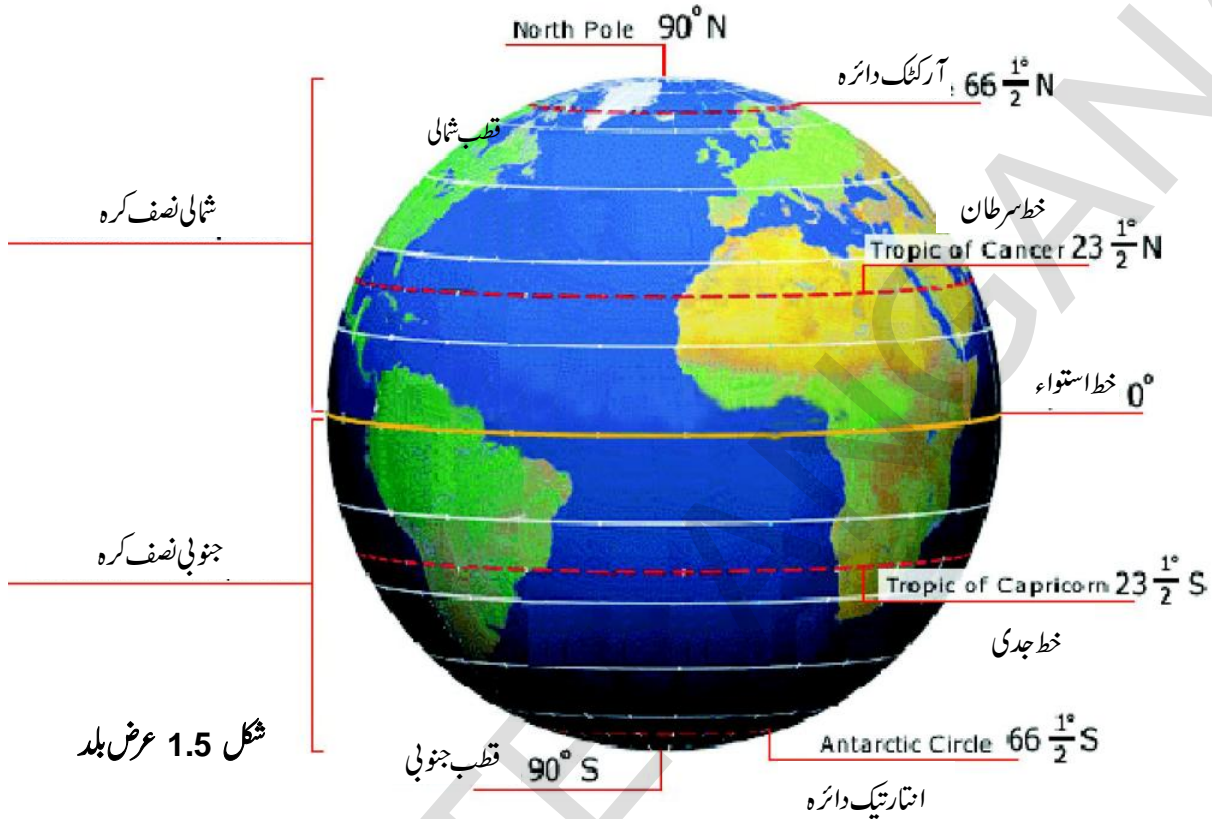 North Pole 90° N
آرکٹک دائرہ 66 1/2° N
قطب شمالی
شمالی نصف کرہ
خط سرطان
Tropic of Cancer 23 1/2° N
خط استواء 0°
جنوبی نصف کرہ
Tropic of Capricorn 23 1/2° S
خط جدی
شکل 1.5 عرض بلد
Antarctic Circle 66 1/2° S
قطب جنوبی 90° S
انتارتیک دائرہ